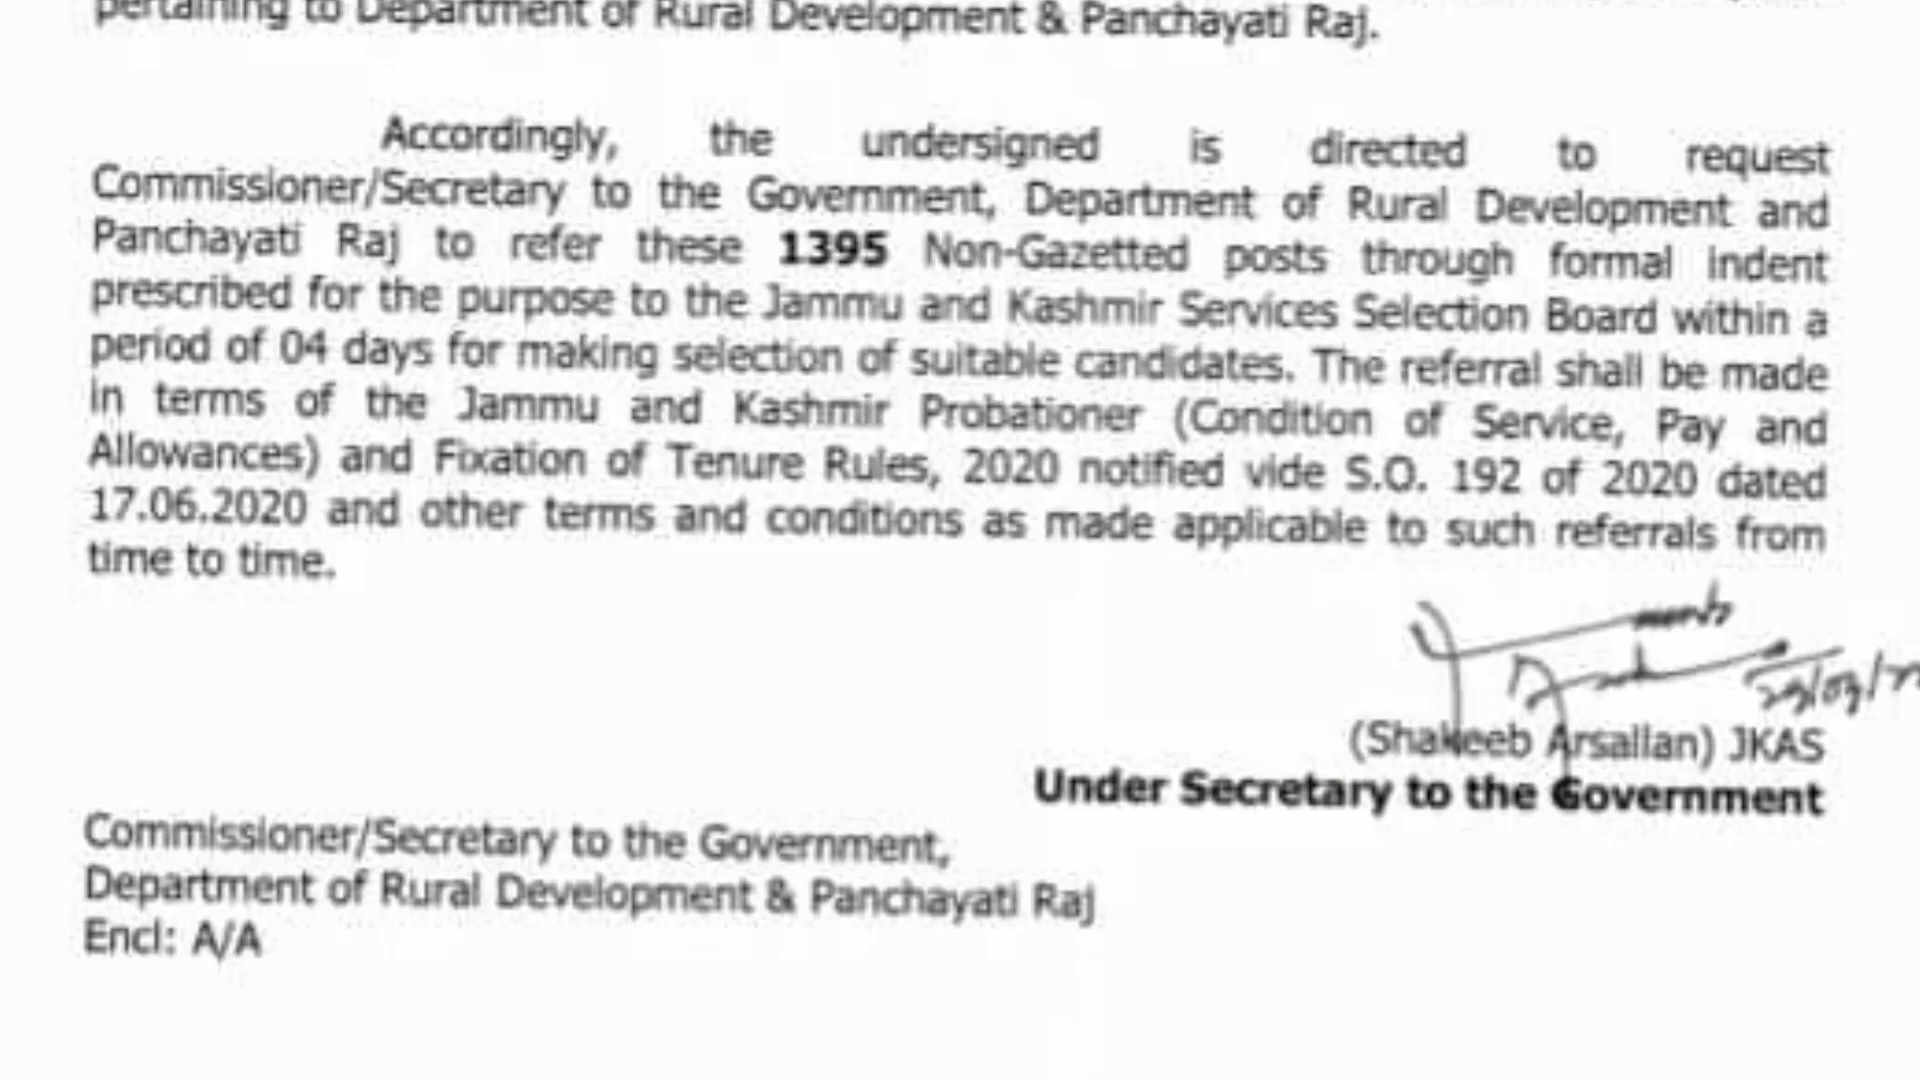 pertaining to Department of Rural Development & Panchayati Raj.
Accordingly, the undersigned is directed to request
Commissioner/Secretary to the Government, Department of Rural Development and
Panchayati Raj to refer these 1395 Non-Gazetted posts through formal indent
prescribed for the purpose to the Jammu and Kashmir Services Selection Board within a
period of 04 days for making selection of suitable candidates. The referral shall be made
in terms of the Jammu and Kashmir Probationer (Condition of Service, Pay and
Allowances) and Fixation of Tenure Rules, 2020 notified vide S.O. 192 of 2020 dated
17.06.2020 and other terms and conditions as made applicable to such referrals from
time to time.
(Shakeeb Arsallan) JKAS
Under Secretary to the Government
Commissioner/Secretary to the Government,
Department of Rural Development & Panchayati Raj
Encl: A/A